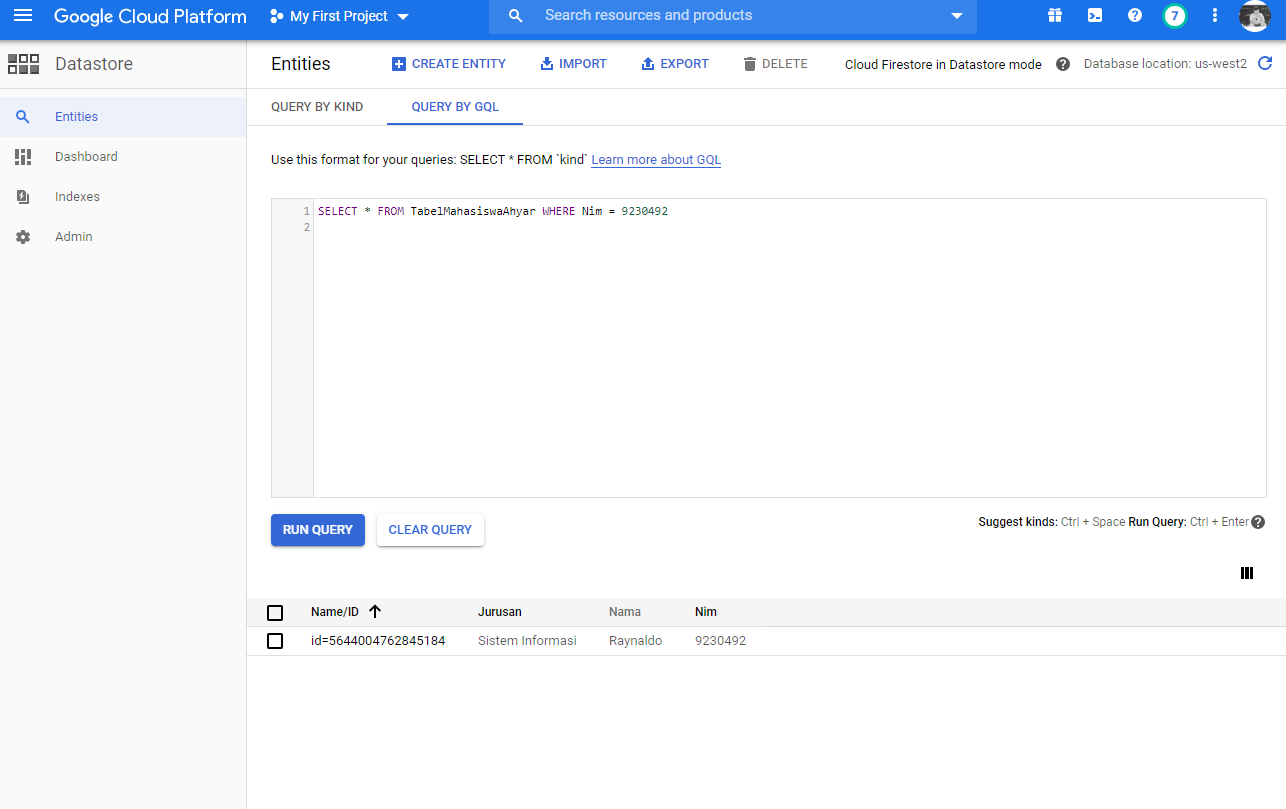 Google Cloud Platform My First Project Search resources and products 7
Datastore Entities CREATE ENTITY IMPORT EXPORT DELETE Cloud Firestore in Datastore mode Database location: us-west2
Entities
Dashboard
Indexes
Admin
QUERY BY KIND QUERY BY GQL
Use this format for your queries: SELECT * FROM `kind` Learn more about GQL
1 SELECT * FROM TabelMahasiswaAhyar WHERE Nim = 9230492
2
RUN QUERY CLEAR QUERY Suggest kinds: Ctrl + Space Run Query: Ctrl + Enter
Name/ID Jurusan Nama Nim
id=5644004762845184 Sistem Informasi Raynaldo 9230492